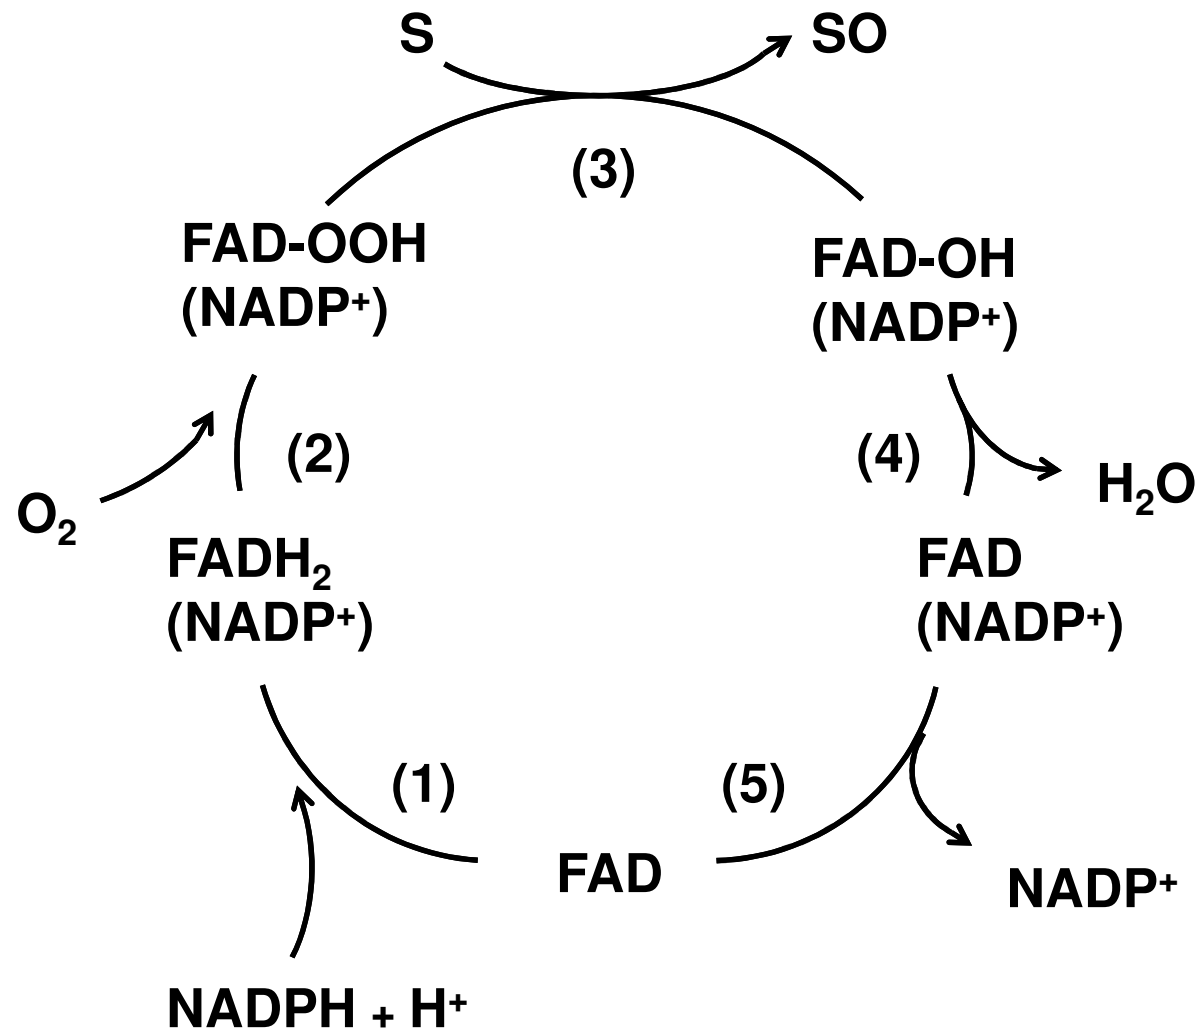 S
SO
(3)
FAD-OOH
(NADP⁺)
FAD-OH
(NADP⁺)
(2)
(4)
O₂
H₂O
FADH₂
(NADP⁺)
FAD
(NADP⁺)
(1)
(5)
FAD
NADP⁺
NADPH + H⁺